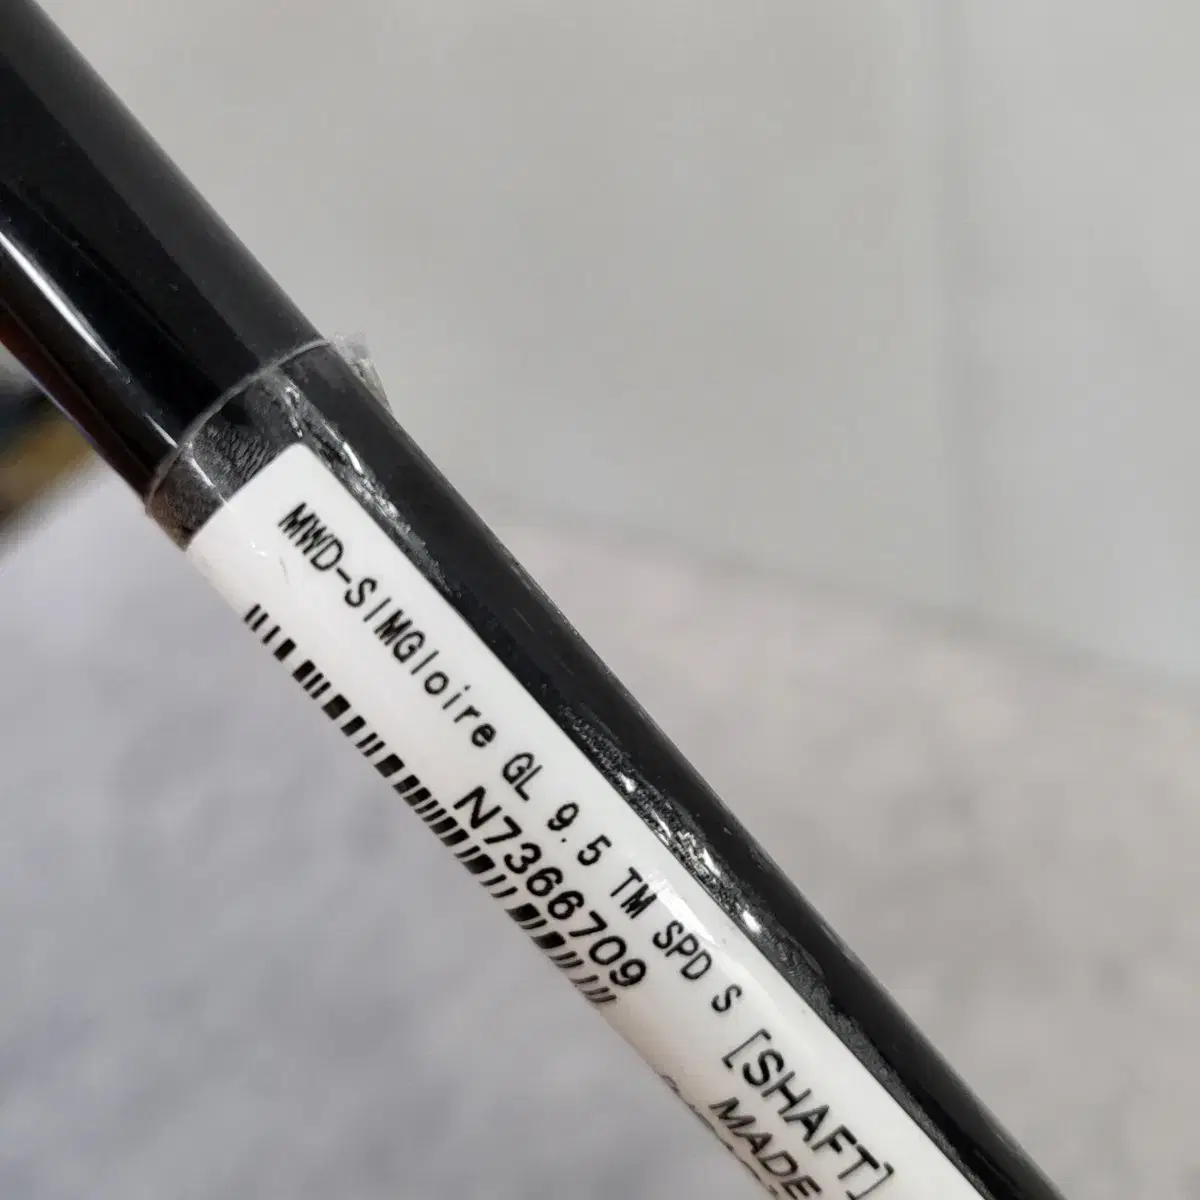 MWD-SIMGloire GL 9.5 TM SPD S [SHAFT]
N7366709
MADE